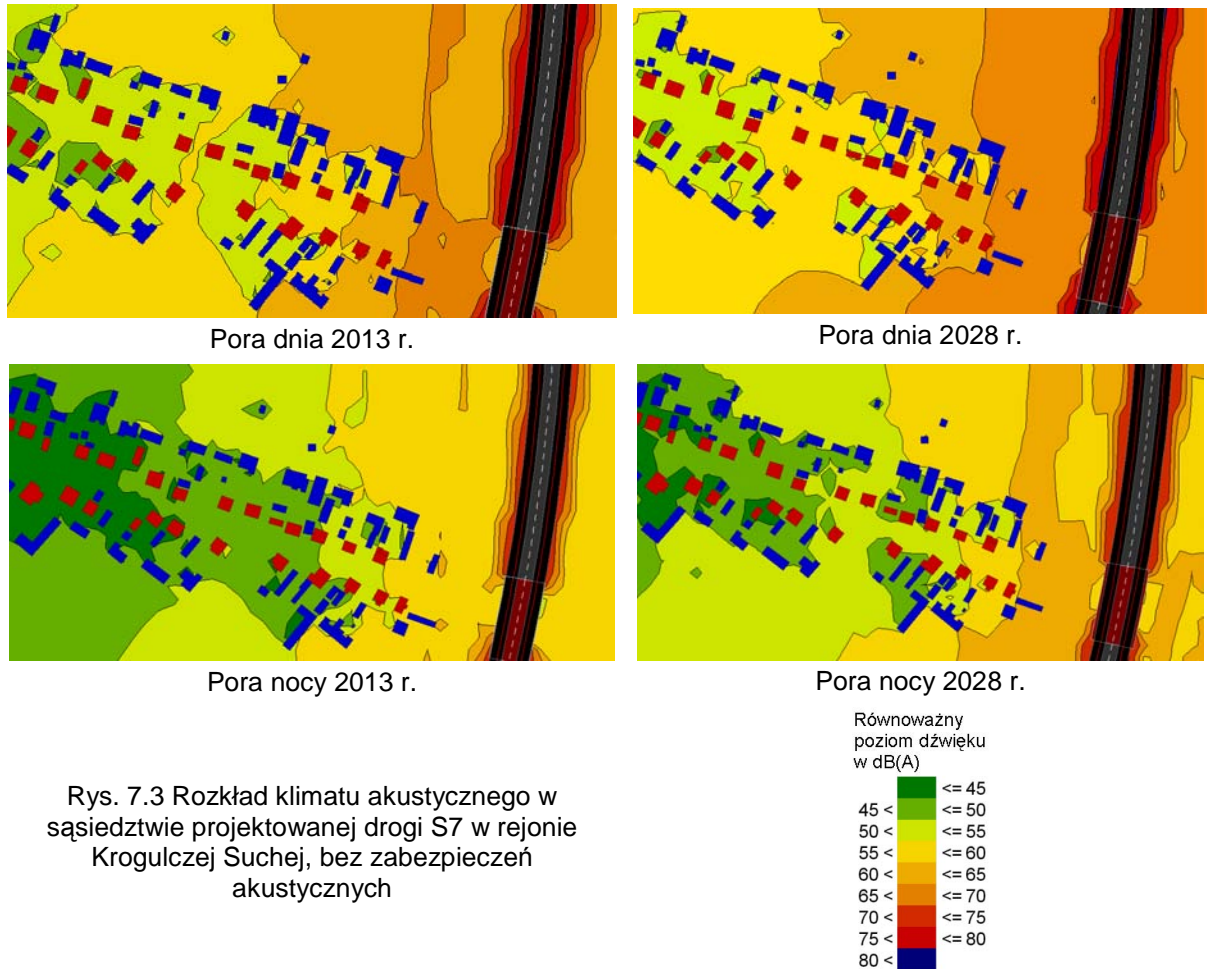 Pora dnia 2013 r.
Pora dnia 2028 r.
Pora nocy 2013 r.
Pora nocy 2028 r.
Rys. 7.3 Rozkład klimatu akustycznego w
sąsiedztwie projektowanej drogi S7 w rejonie
Krogulczej Suchej, bez zabezpieczeń
akustycznych
Równoważny
poziom dźwięku
w dB(A)
<= 45
45 < <= 50
50 < <= 55
55 < <= 60
60 < <= 65
65 < <= 70
70 < <= 75
75 < <= 80
80 <